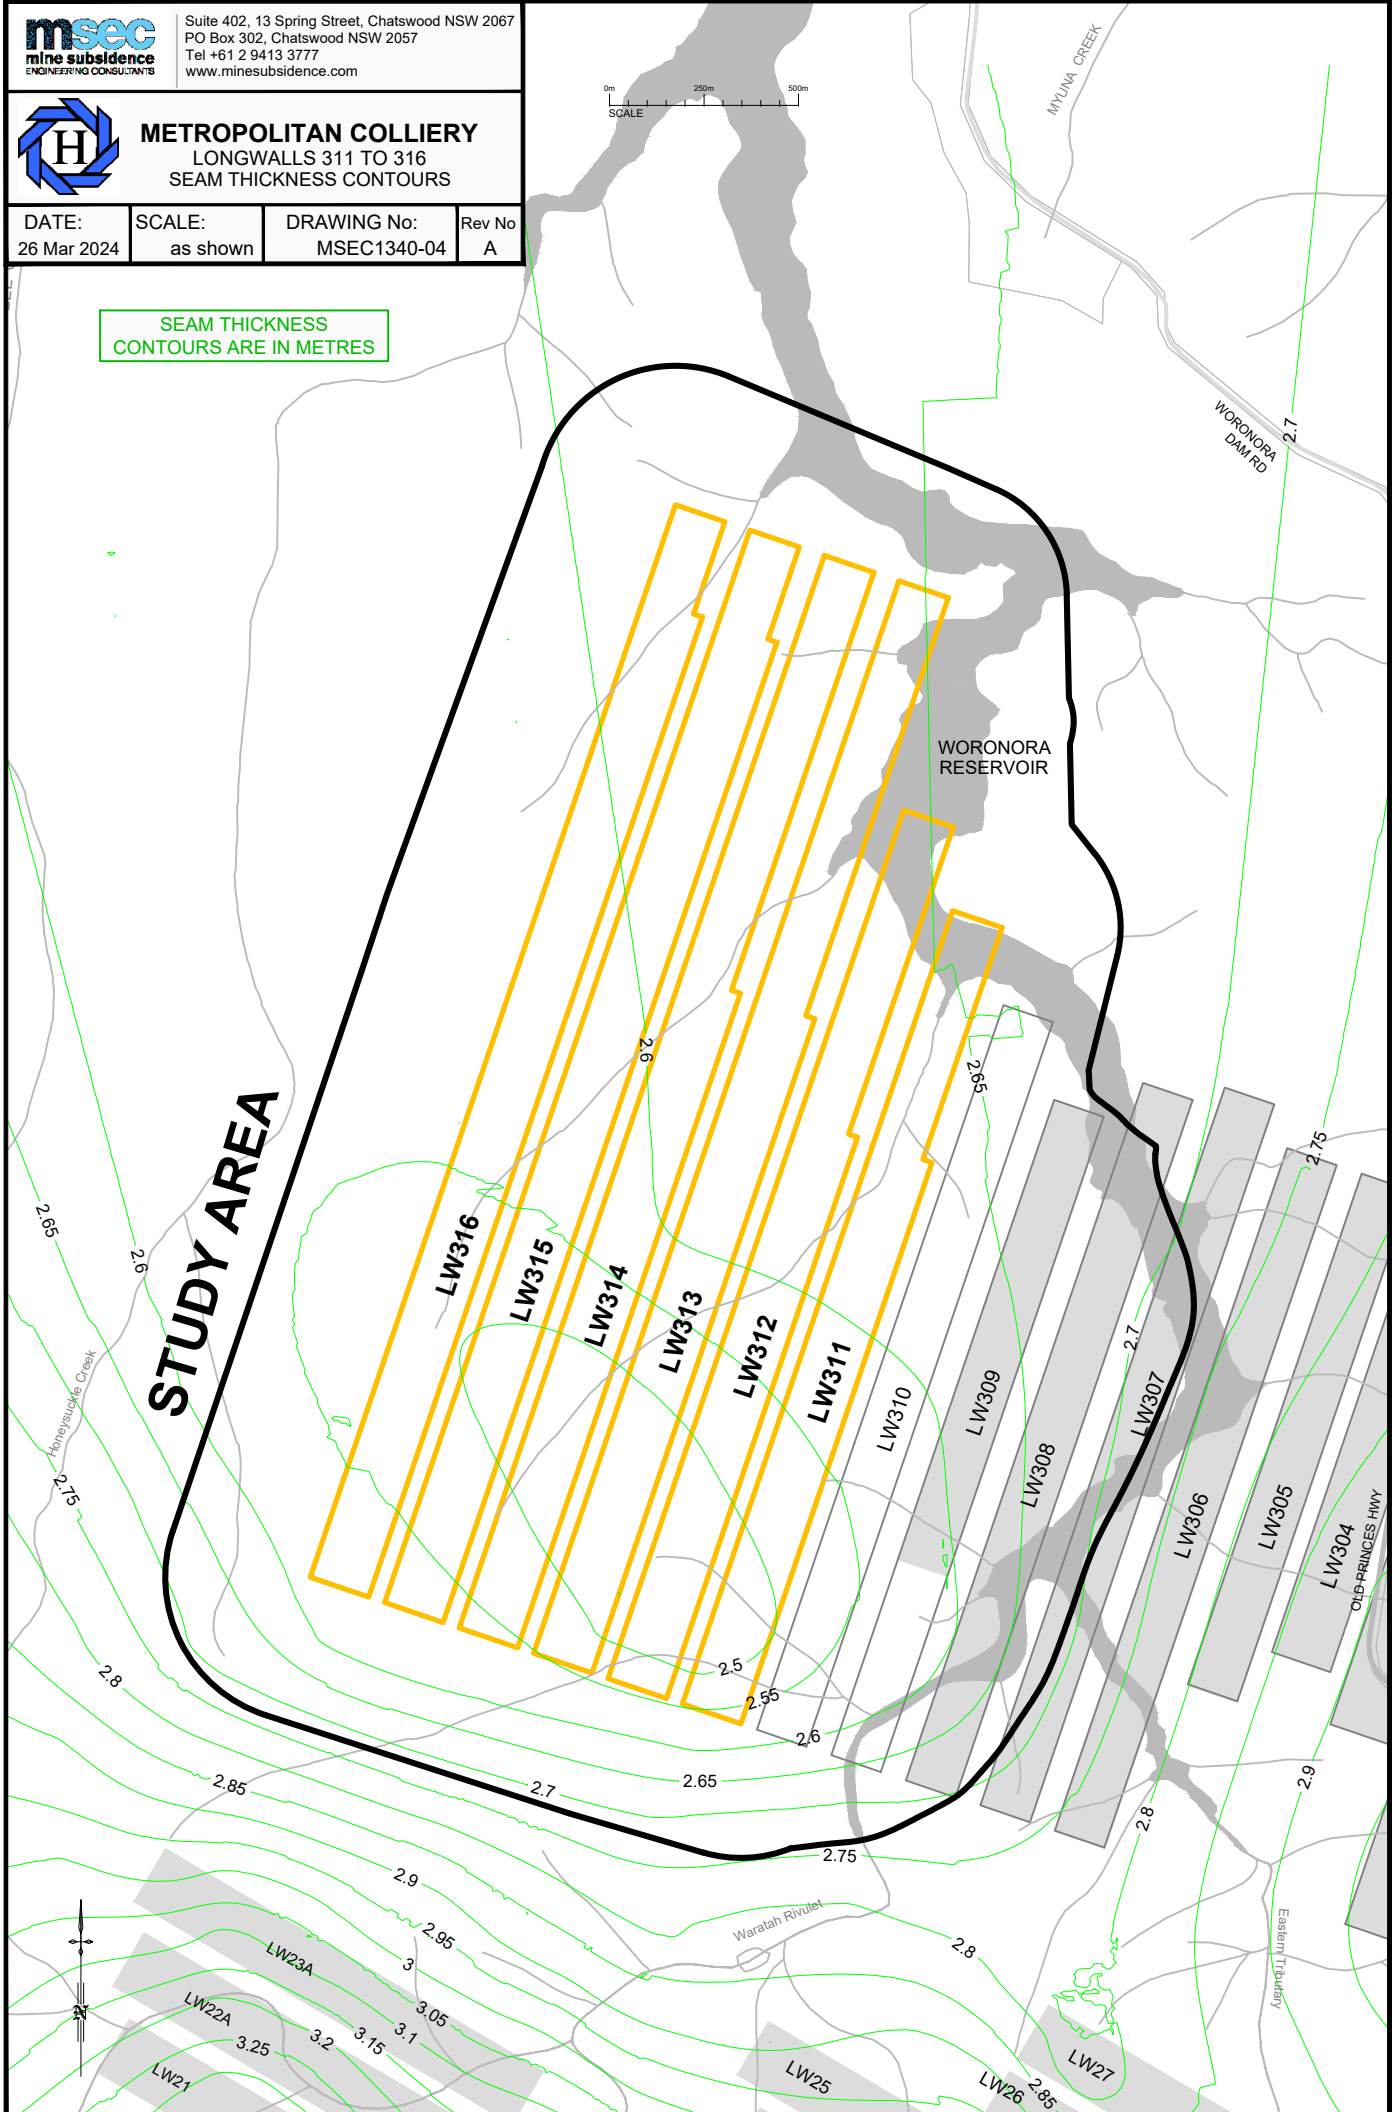 msec
mine subsidence
ENGINEERING CONSULTANTS
Suite 402, 13 Spring Street, Chatswood NSW 2067
PO Box 302, Chatswood NSW 2057
Tel +61 2 9413 3777
www.minesubsidence.com
H
METROPOLITAN COLLIERY
LONGWALLS 311 TO 316
SEAM THICKNESS CONTOURS
DATE:
26 Mar 2024
SCALE:
as shown
DRAWING No:
MSEC1340-04
Rev No
A
0m
250m
500m
SCALE
MYUNA CREEK
SEAM THICKNESS
CONTOURS ARE IN METRES
WORONORA
DAM RD
2.7
WORONORA
RESERVOIR
2.6
2.65
2.75
STUDY AREA
2.65
2.6
Honeysuckle Creek
2.75
LW316
LW315
LW314
LW313
LW312
LW311
LW310
LW309
LW308
2.7
LW307
LW306
LW305
LW304
OLD PRINCES HWY
2.5
2.55
2.6
2.65
2.7
2.75
2.8
2.85
2.9
2.95
3
3.05
3.1
3.15
3.2
3.25
2.8
2.9
Waratah Rivulet
2.8
Eastern Tributary
LW23A
LW22A
LW21
N
LW25
LW26
2.85
LW27